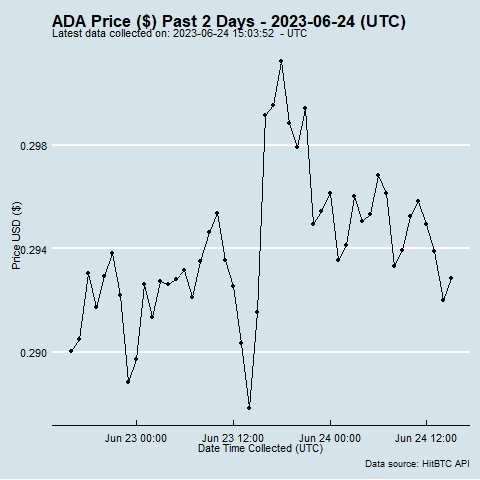 ADA Price ($) Past 2 Days - 2023-06-24 (UTC)
Latest data collected on: 2023-06-24 15:03:52  - UTC
0.298
0.294
0.290
Price USD ($)
Jun 23 00:00 Jun 23 12:00 Jun 24 00:00 Jun 24 12:00
Date Time Collected (UTC)
Data source: HitBTC API